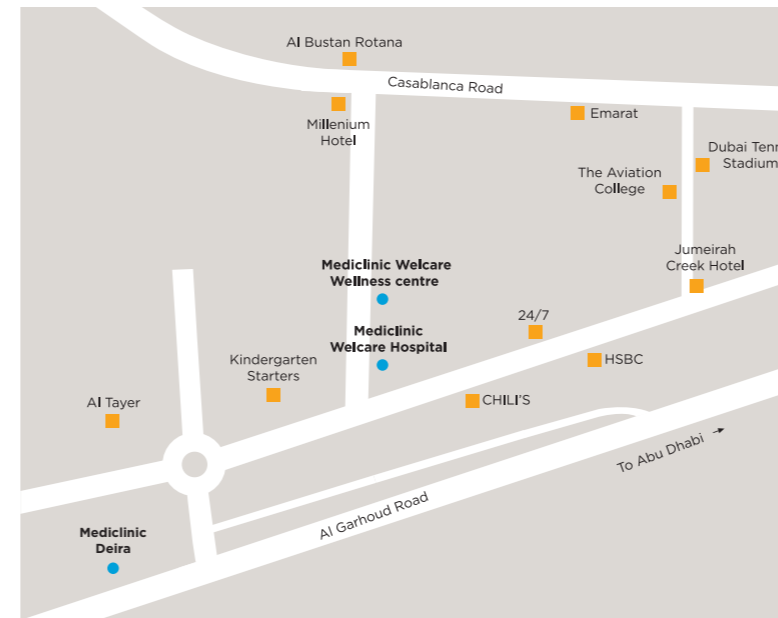 Al Bustan Rotana
Casablanca Road
Millenium
Hotel
Emarat
Dubai Tenn
Stadium
The Aviation
College
Jumeirah
Creek Hotel
Mediclinic Welcare
Wellness centre
24/7
Mediclinic
Welcare Hospital
Kindergarten
Starters
HSBC
CHILI'S
Al Tayer
To Abu Dhabi
Al Garhoud Road
Mediclinic
Deira